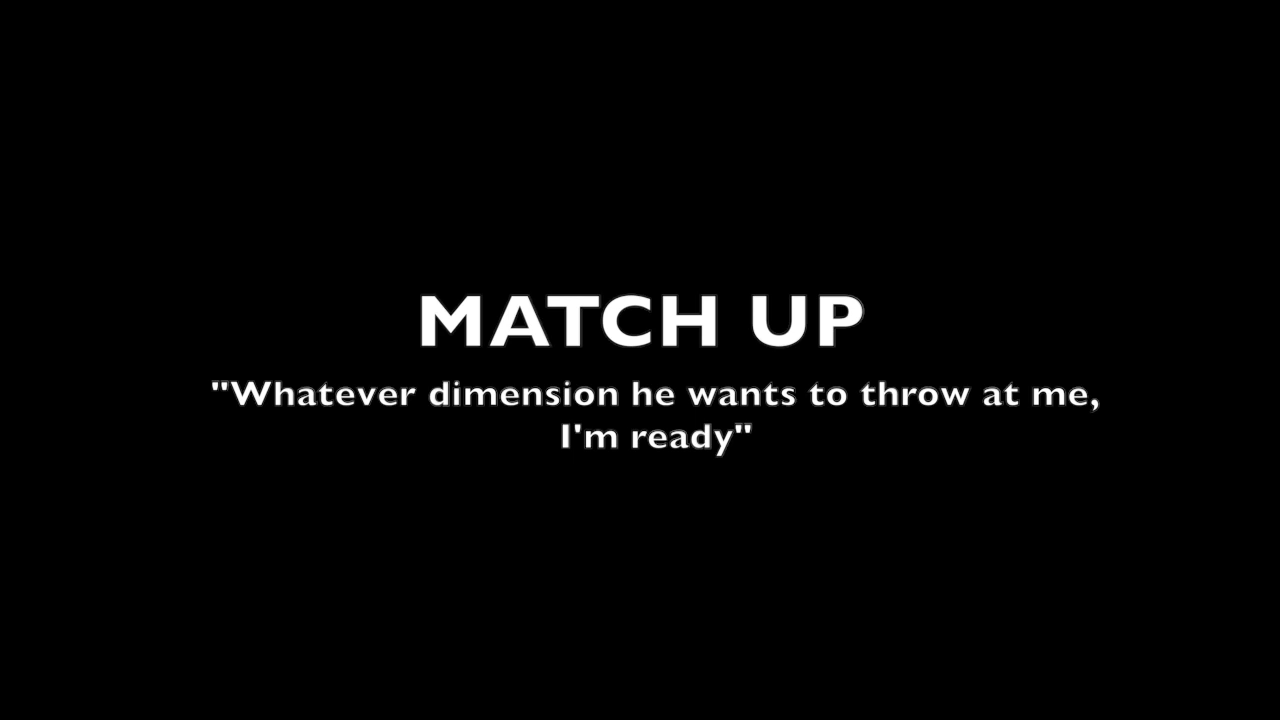 MATCH UP
"Whatever dimension he wants to throw at me,
I'm ready"